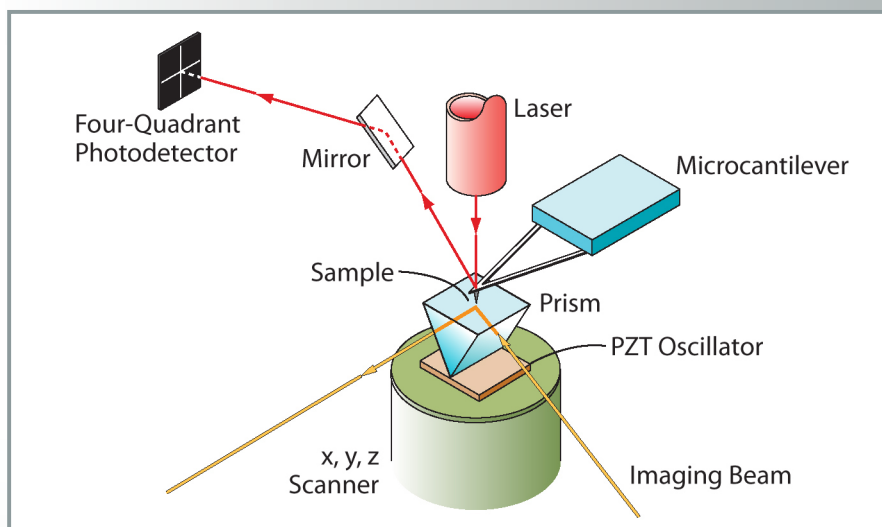 Four-Quadrant
Photodetector
Mirror
Laser
Microcantilever
Sample
Prism
PZT Oscillator
x, y, z
Scanner
Imaging Beam